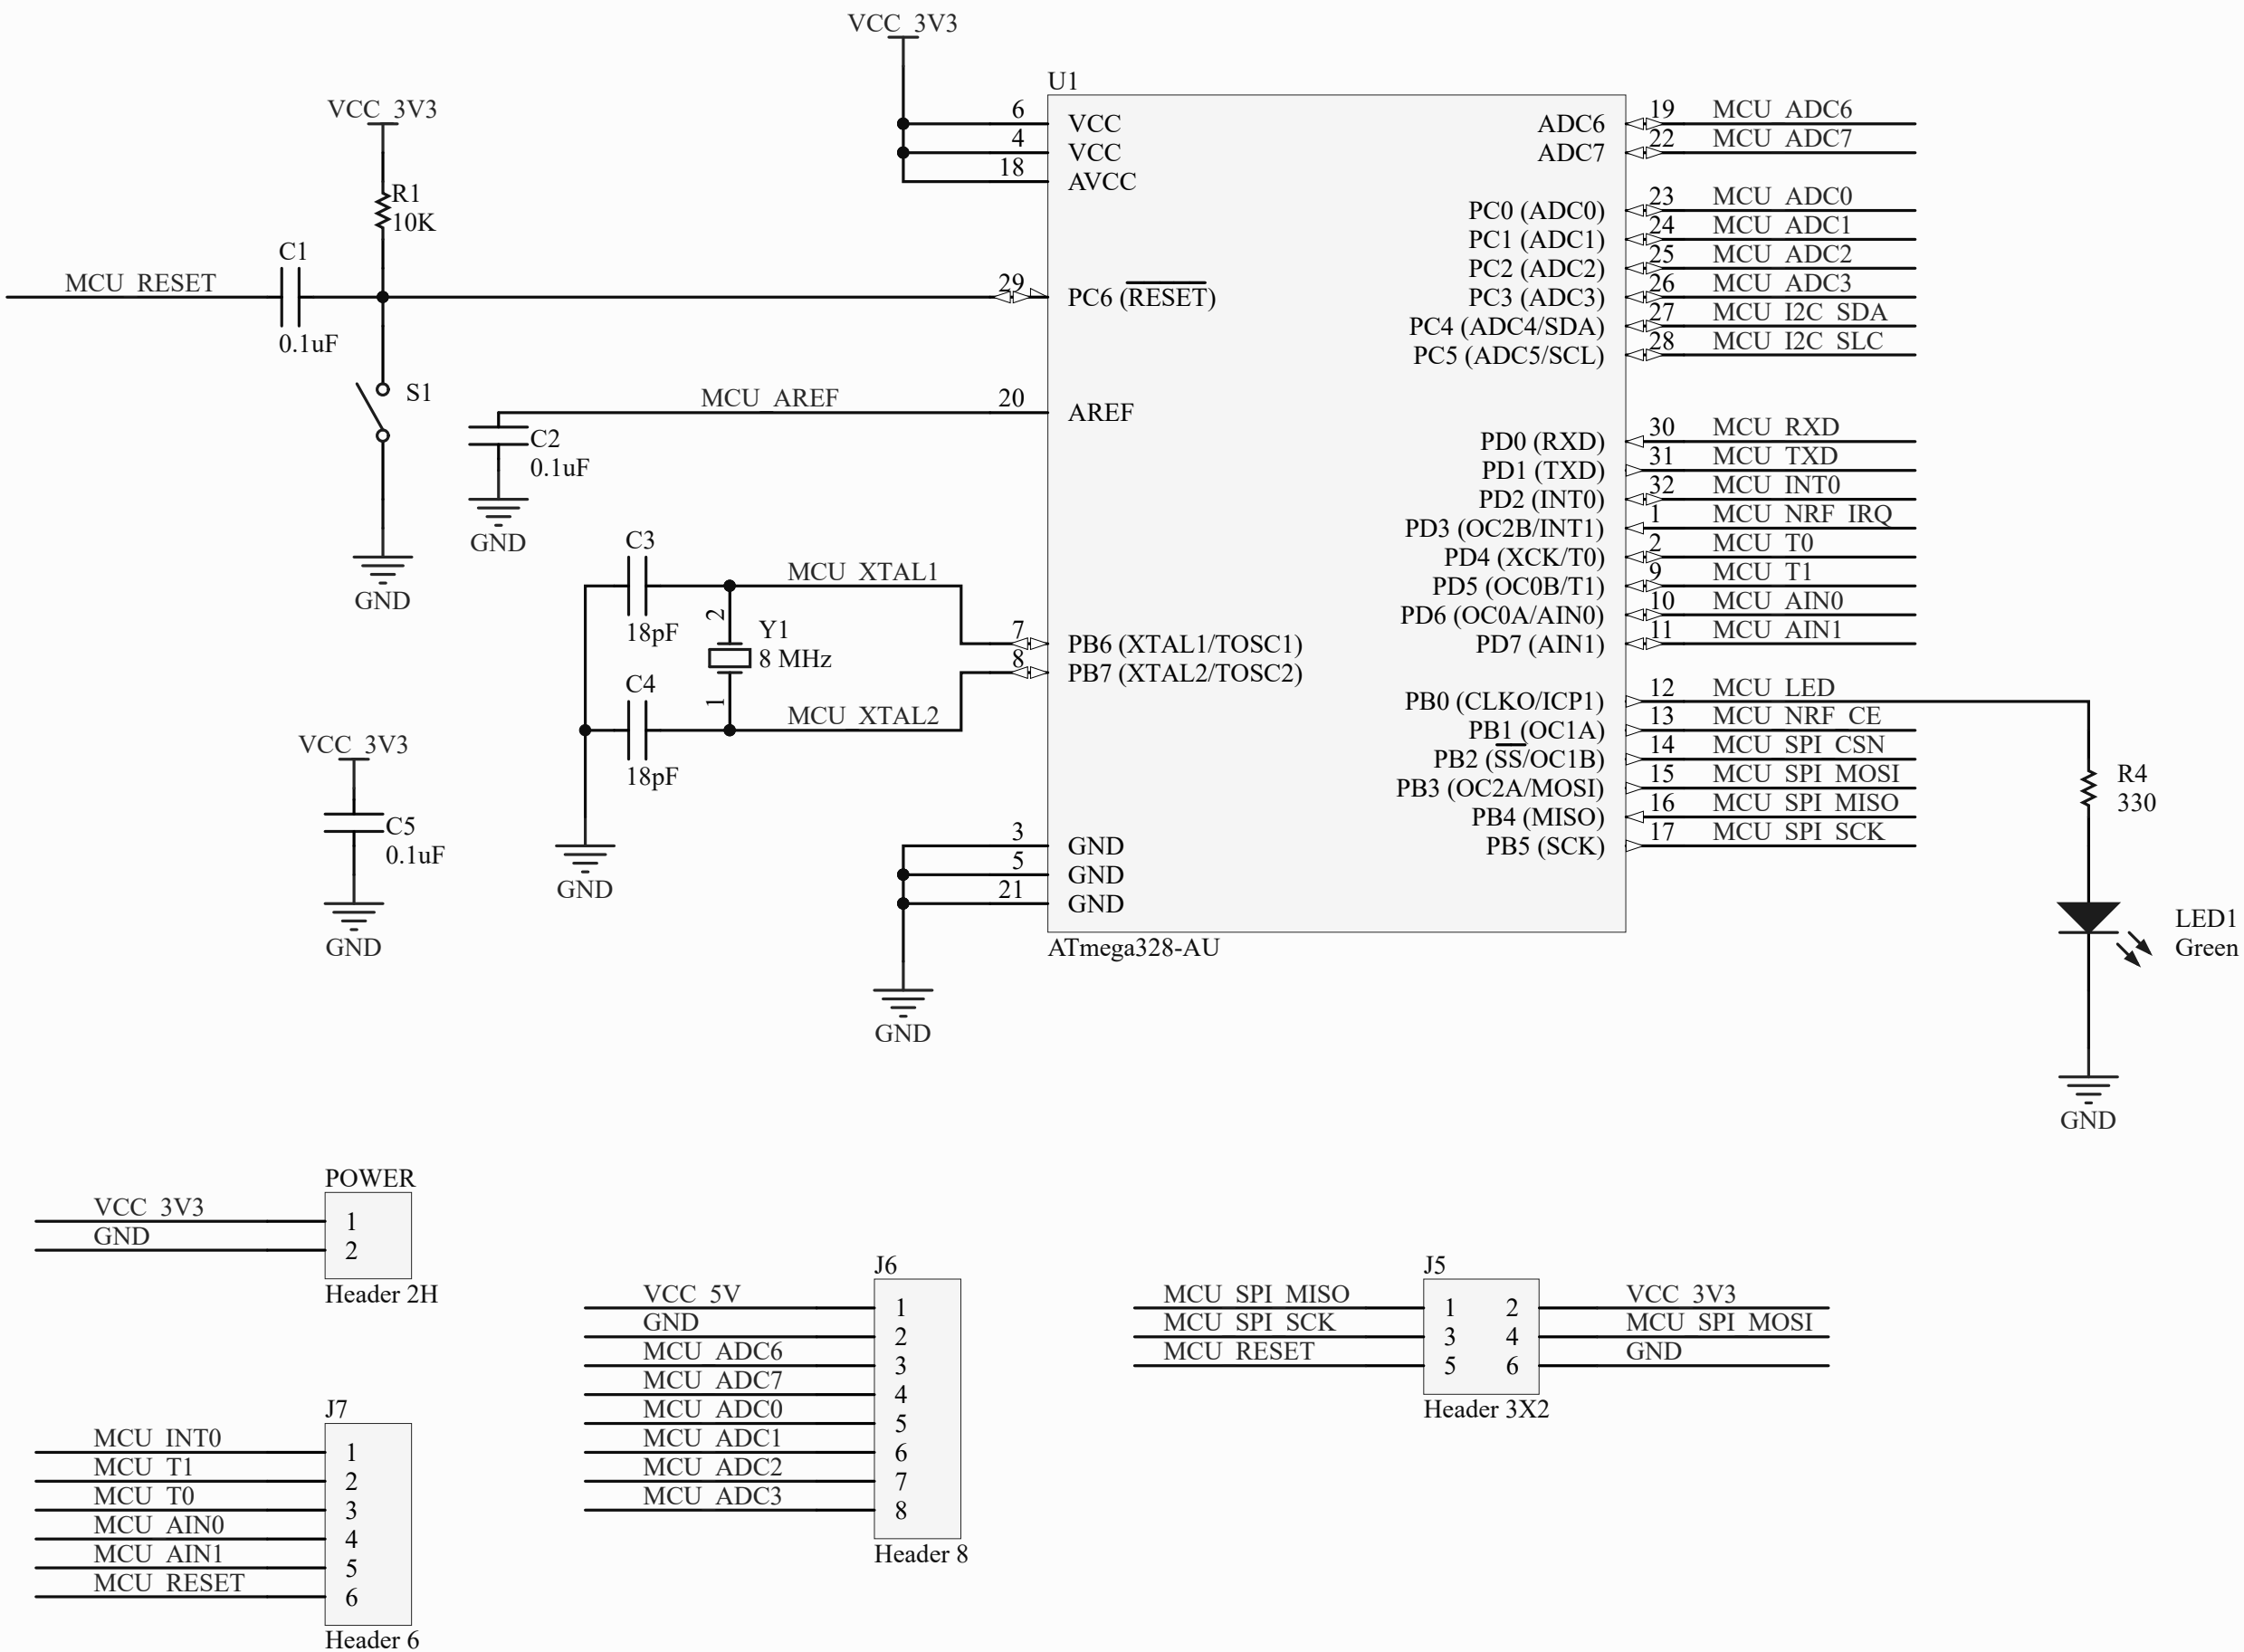 VCC_3V3
U1
6 VCC
4 VCC
18 AVCC
29 PC6 (RESET)
20 AREF
7 PB6 (XTAL1/TOSC1)
8 PB7 (XTAL2/TOSC2)
3 GND
5 GND
21 GND
ATmega328-AU
GND
ADC6 19 MCU_ADC6
ADC7 22 MCU_ADC7
PC0 (ADC0) 23 MCU_ADC0
PC1 (ADC1) 24 MCU_ADC1
PC2 (ADC2) 25 MCU_ADC2
PC3 (ADC3) 26 MCU_ADC3
PC4 (ADC4/SDA) 27 MCU_I2C_SDA
PC5 (ADC5/SCL) 28 MCU_I2C_SLC
PD0 (RXD) 30 MCU_RXD
PD1 (TXD) 31 MCU_TXD
PD2 (INT0) 32 MCU_INT0
PD3 (OC2B/INT1) 1 MCU_NRF_IRQ
PD4 (XCK/T0) 2 MCU_T0
PD5 (OC0B/T1) 9 MCU_T1
PD6 (OC0A/AIN0) 10 MCU_AIN0
PD7 (AIN1) 11 MCU_AIN1
PB0 (CLKO/ICP1) 12 MCU_LED
PB1 (OC1A) 13 MCU_NRF_CE
PB2 (SS/OC1B) 14 MCU_SPI_CSN
PB3 (OC2A/MOSI) 15 MCU_SPI_MOSI
PB4 (MISO) 16 MCU_SPI_MISO
PB5 (SCK) 17 MCU_SPI_SCK
R4
330
LED1
Green
GND
VCC_3V3
R1
10K
C1
0.1uF
MCU_RESET
S1
GND
MCU_AREF
C2
0.1uF
GND
C3
18pF
MCU_XTAL1
2
Y1
8 MHz
1
C4
18pF
MCU_XTAL2
GND
VCC_3V3
C5
0.1uF
GND
POWER
VCC_3V3 1
GND 2
Header 2H
J7
MCU_INT0 1
MCU_T1 2
MCU_T0 3
MCU_AIN0 4
MCU_AIN1 5
MCU_RESET 6
Header 6
J6
VCC_5V 1
GND 2
MCU_ADC6 3
MCU_ADC7 4
MCU_ADC0 5
MCU_ADC1 6
MCU_ADC2 7
MCU_ADC3 8
Header 8
J5
MCU_SPI_MISO 1 2 VCC_3V3
MCU_SPI_SCK 3 4 MCU_SPI_MOSI
MCU_RESET 5 6 GND
Header 3X2